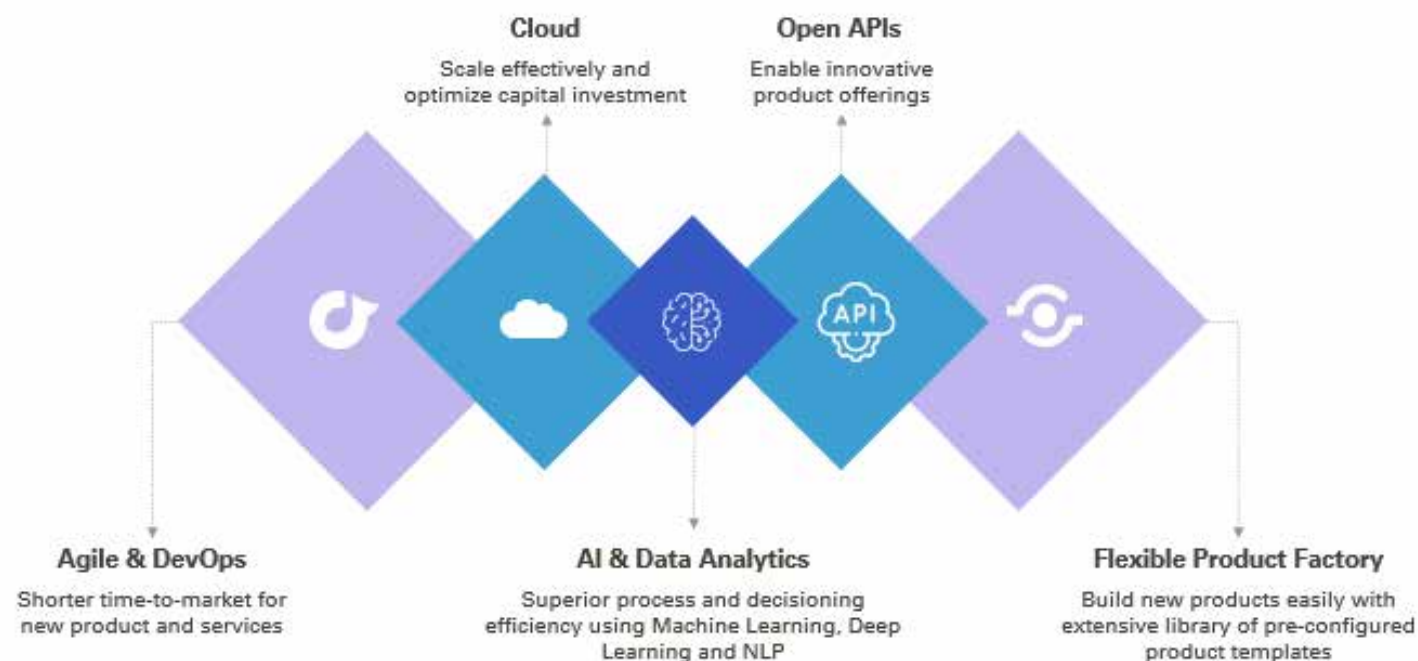 Cloud
Scale effectively and
optimize capital investment
Open APIs
Enable innovative
product offerings
API
Agile & DevOps
Shorter time-to-market for
new product and services
AI & Data Analytics
Superior process and decisioning
efficiency using Machine Learning, Deep
Learning and NLP
Flexible Product Factory
Build new products easily with
extensive library of pre-configured
product templates